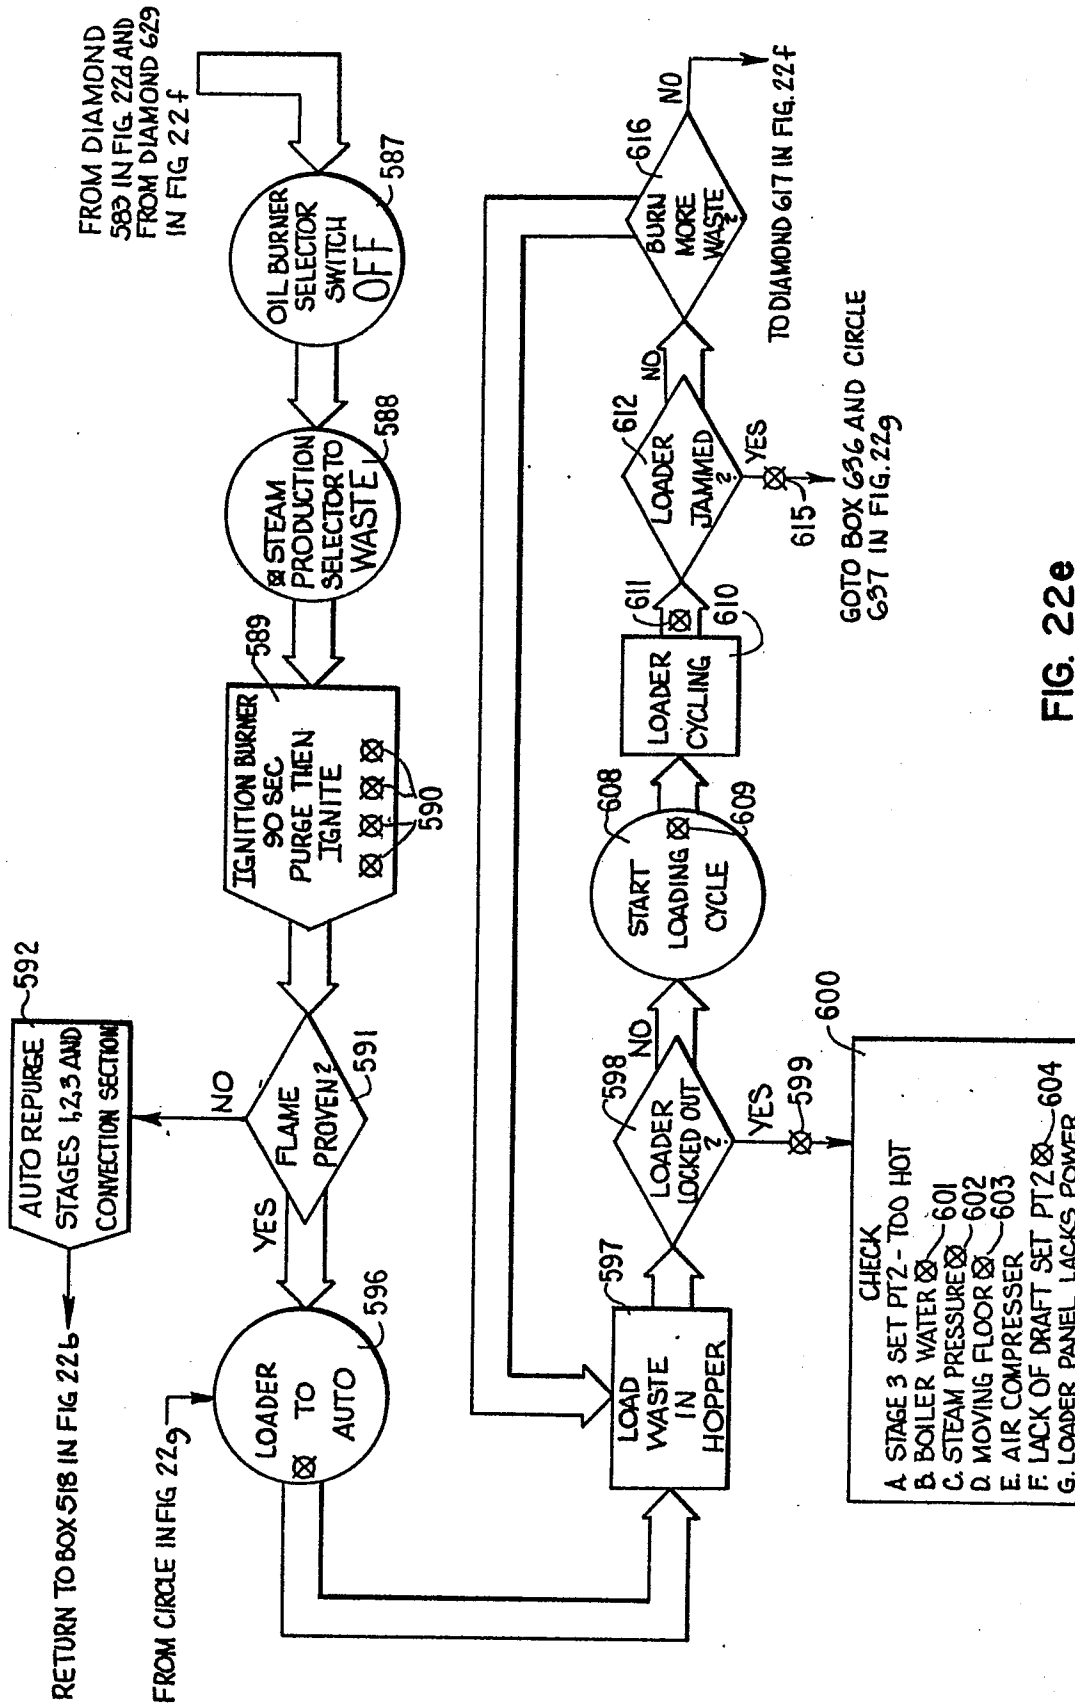 FROM DIAMOND
583 IN FIG. 22d AND
FROM DIAMOND 629
IN FIG 22f
OIL BURNER
SELECTOR
SWITCH
OFF
587
STEAM
PRODUCTION
SELECTOR TO
WASTE
588
IGNITION BURNER
90 SEC
PURGE THEN
IGNITE
589
590
FLAME
PROVEN?
591
NO
YES
AUTO REPURGE
STAGES 1,2,3 AND
CONVECTION SECTION
592
RETURN TO BOX 518 IN FIG 22b
FROM CIRCLE IN FIG 22g
LOADER
TO
AUTO
596
LOAD
WASTE
IN
HOPPER
597
LOADER
LOCKED OUT
?
598
NO
YES
599
600
CHECK
A. STAGE 3 SET PT2 - TOO HOT
B. BOILER WATER 601
C. STEAM PRESSURE 602
D. MOVING FLOOR 603
E. AIR COMPRESSER
F. LACK OF DRAFT SET PT2 604
G. LOADER PANEL LACKS POWER
START
LOADING
CYCLE
608
609
LOADER
CYCLING
610
611
LOADER
JAMMED
?
612
NO
YES
615
GOTO BOX 636 AND CIRCLE
637 IN FIG. 22g
BURN
MORE
WASTE
?
616
NO
TO DIAMOND 617 IN FIG. 22f
FIG. 22e